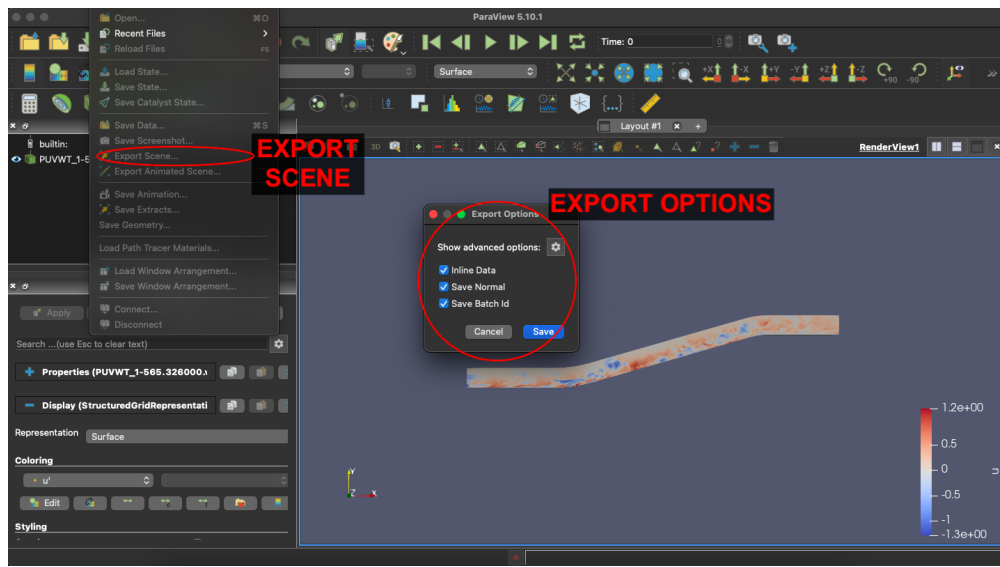 ParaView 5.10.1
Open... ⌘O
Recent Files >
Reload Files F5
Load State...
Save State...
Save Catalyst State...
Save Data... ⌘S
Save Screenshot...
Export Scene...
Export Animated Scene...
Save Animation...
Save Extracts...
Save Geometry...
Load Path Tracer Materials...
Load Window Arrangement...
Save Window Arrangement...
Connect...
Disconnect
Time: 0
Surface
+X -X +Y -Y +Z -Z +90 -90
Layout #1 × +
builtin:
PUVWT_1-5
EXPORT
SCENE
3D
RenderView1
EXPORT OPTIONS
Export Options
Show advanced options:
Inline Data
Save Normal
Save Batch Id
Cancel Save
Apply
Search ...(use Esc to clear text)
Properties (PUVWT_1-565.326000.v
Display (StructuredGridRepresentati
Representation Surface
Coloring
u'
Edit
Styling
Y
Z X
1.2e+00
0.5
0
u
-0.5
-1
-1.3e+00